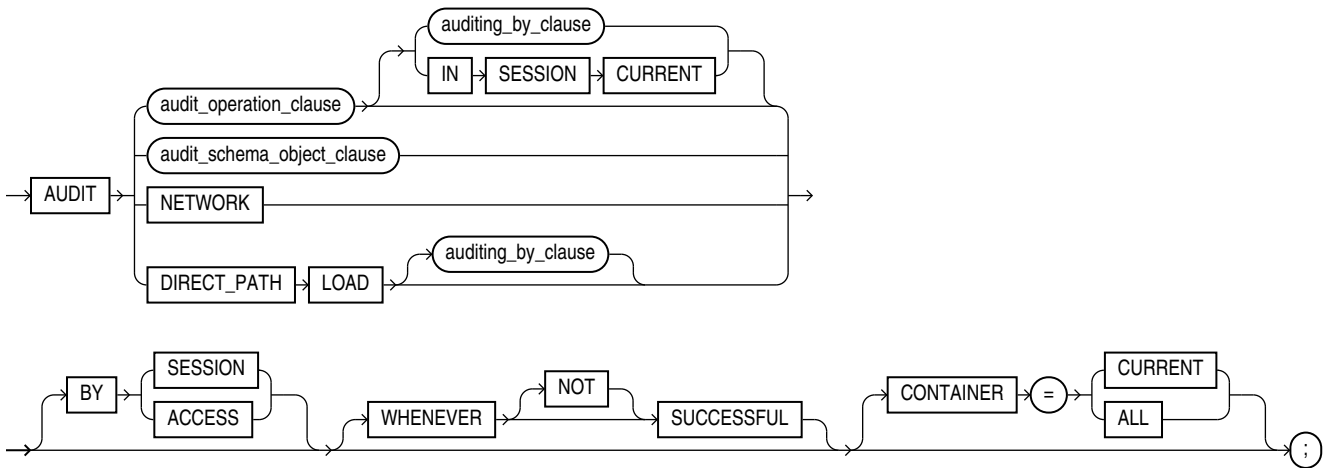 auditing_by_clause
IN SESSION CURRENT
audit_operation_clause
audit_schema_object_clause
AUDIT
NETWORK
auditing_by_clause
DIRECT_PATH LOAD
SESSION
BY
ACCESS
NOT
WHENEVER SUCCESSFUL
CURRENT
CONTAINER =
ALL
;